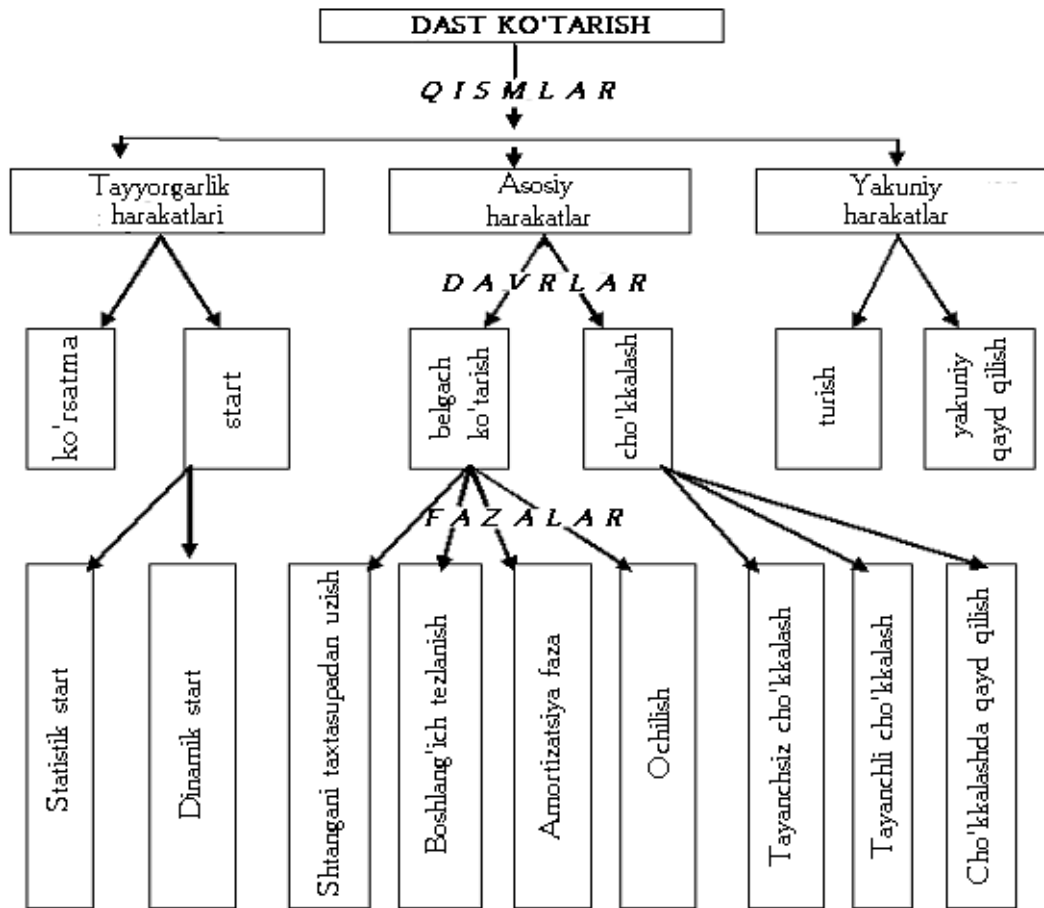 DAST KO'TARISH
QISMLAR
Tayyorgarlik
harakatlari
Asosiy
harakatlar
Yakuniy
harakatlar
DAVRLAR
ko'rsatma
start
belgach
ko'tarish
cho'kkalash
turish
yakuniy
qayd qilish
FAZALAR
Statistik start
Dinamik start
Shtangani taxtasupadan uzish
Boshlang'ich tezlanish
Amortizatsiya faza
Ochilish
Tayanchsiz cho'kkalash
Tayanchli cho'kkalash
Cho'kkalashda qayd qilish